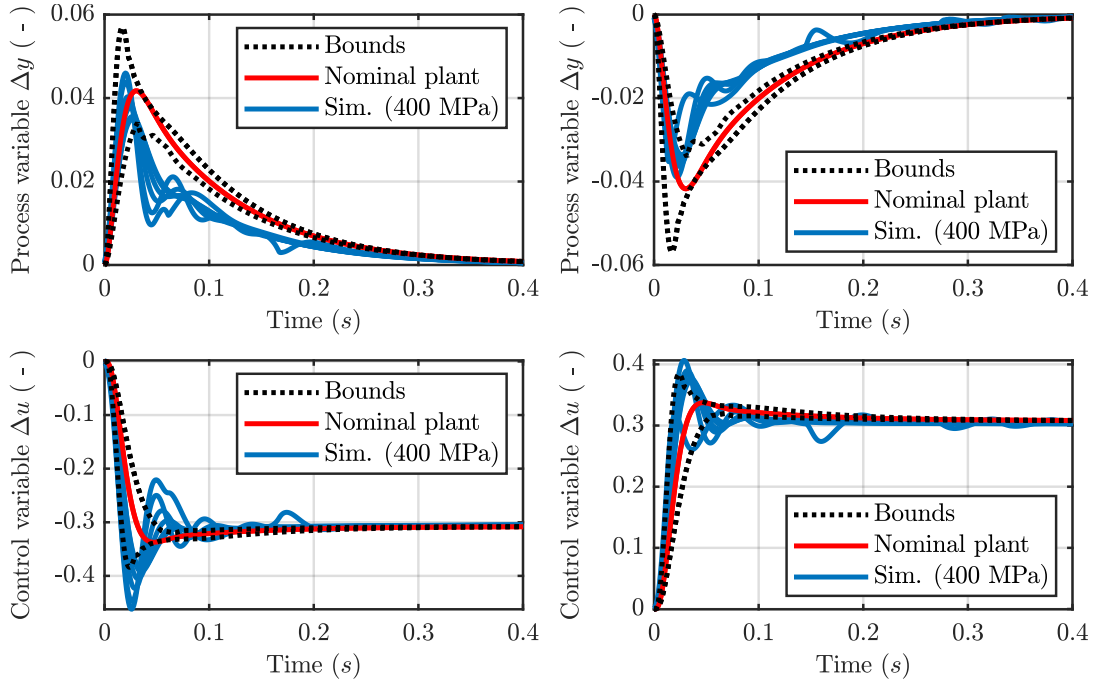 Process variable Δy ( - )
0.06
0.04
0.02
0
0
0.1
0.2
0.3
0.4
Time (s)
Bounds
Nominal plant
Sim. (400 MPa)
Process variable Δy ( - )
0
-0.02
-0.04
-0.06
0
0.1
0.2
0.3
0.4
Time (s)
Bounds
Nominal plant
Sim. (400 MPa)
Control variable Δu ( - )
0
-0.1
-0.2
-0.3
-0.4
0
0.1
0.2
0.3
0.4
Time (s)
Bounds
Nominal plant
Sim. (400 MPa)
Control variable Δu ( - )
0.4
0.3
0.2
0.1
0
0
0.1
0.2
0.3
0.4
Time (s)
Bounds
Nominal plant
Sim. (400 MPa)